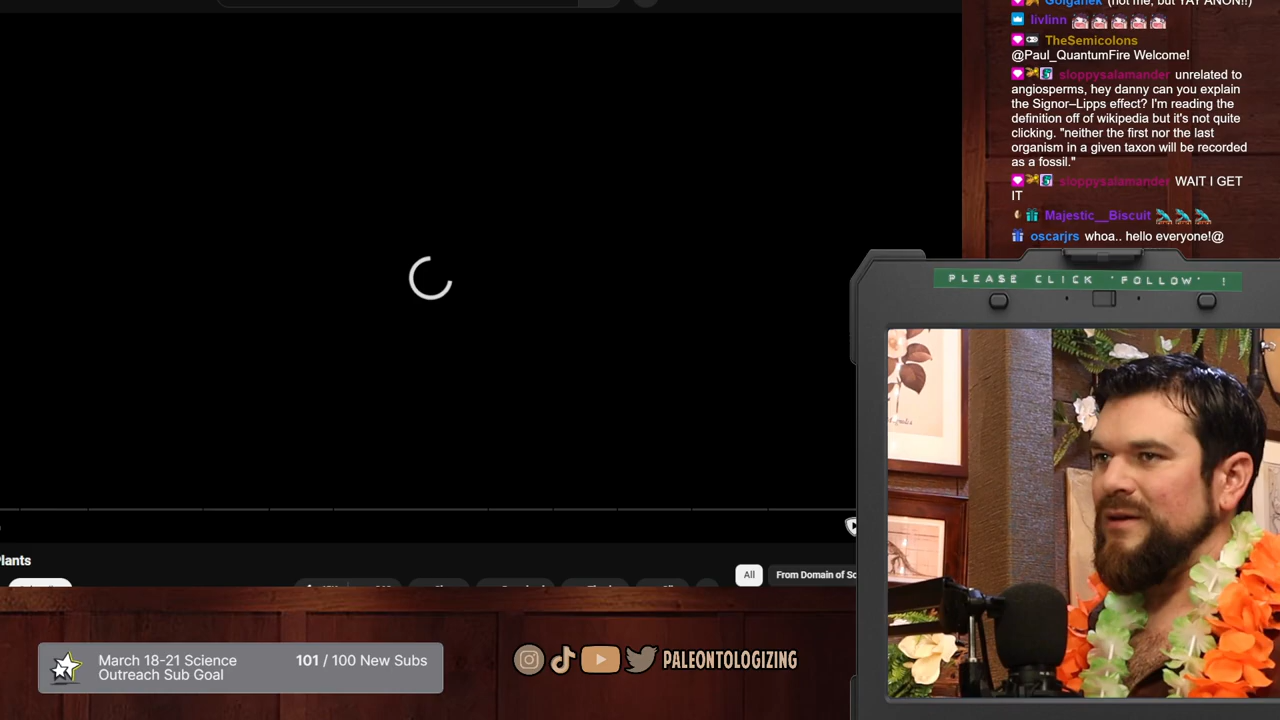 Golganek (not me, but YAY ANON!!)
livlinn
TheSemicolons
@Paul_QuantumFire Welcome!
sloppysalamander unrelated to
angiosperms, hey danny can you explain
the Signor–Lipps effect? I'm reading the
definition off of wikipedia but it's not quite
clicking. "neither the first nor the last
organism in a given taxon will be recorded
as a fossil."
sloppysalamander WAIT I GET
IT
Majestic__Biscuit
oscarjrs whoa.. hello everyone!@
PLEASE CLICK 'FOLLOW' !
lants
All
From Domain of Sc
March 18-21 Science
Outreach Sub Goal
101 / 100 New Subs
PALEONTOLOGIZING